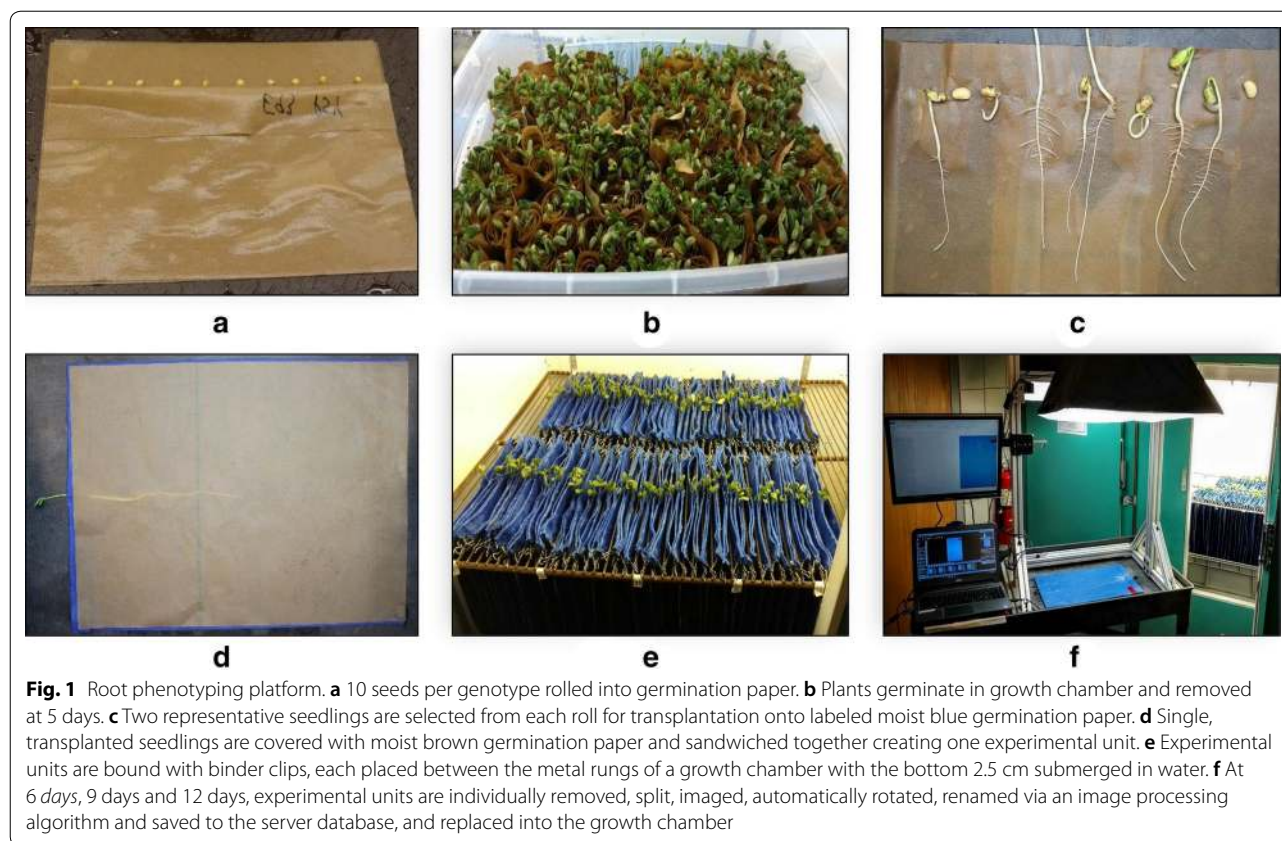 a
b
c
d
e
f
Fig. 1 Root phenotyping platform. a 10 seeds per genotype rolled into germination paper. b Plants germinate in growth chamber and removed
at 5 days. c Two representative seedlings are selected from each roll for transplantation onto labeled moist blue germination paper. d Single,
transplanted seedlings are covered with moist brown germination paper and sandwiched together creating one experimental unit. e Experimental
units are bound with binder clips, each placed between the metal rungs of a growth chamber with the bottom 2.5 cm submerged in water. f At
6 days, 9 days and 12 days, experimental units are individually removed, split, imaged, automatically rotated, renamed via an image processing
algorithm and saved to the server database, and replaced into the growth chamber